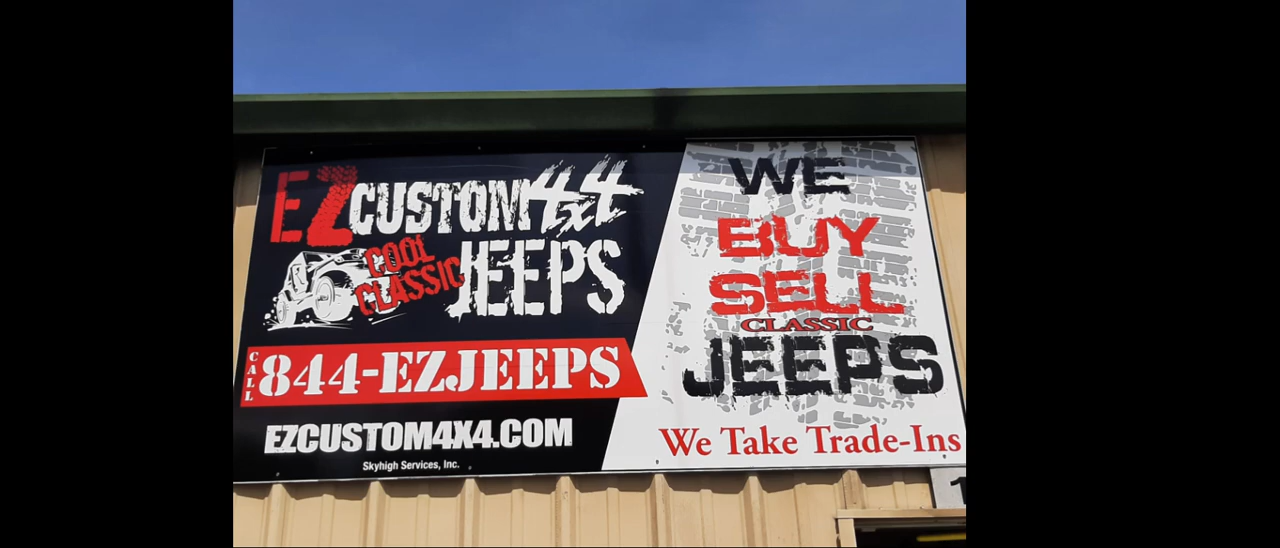 EZ CUSTOM 4x4
COOL CLASSIC JEEPS
CALL 844-EZJEEPS
EZCUSTOM4X4.COM
Skyhigh Services, Inc.
WE
BUY
SELL
CLASSIC
JEEPS
We Take Trade-Ins